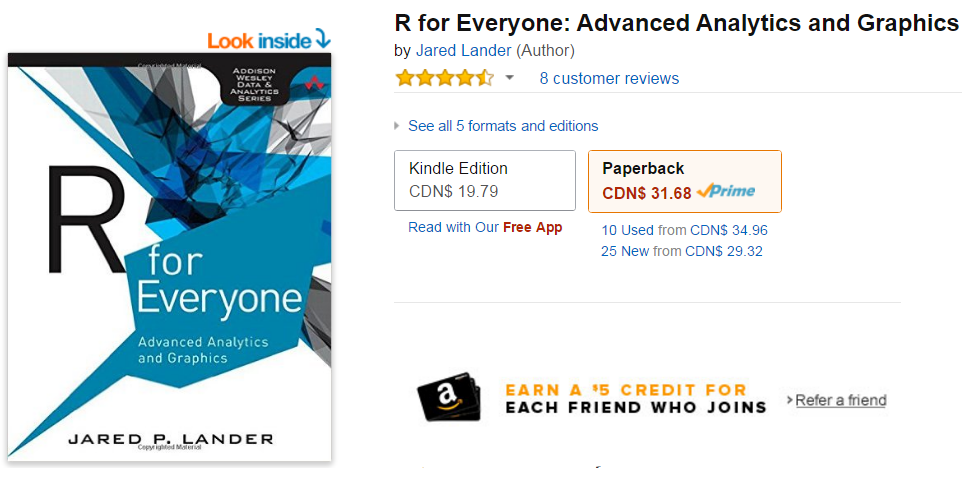 Look inside
Copyrighted Material
ADDISON
WESLEY
DATA &
ANALYTICS
SERIES
R
for
Everyone
Advanced Analytics
and Graphics
JARED P. LANDER
Copyrighted Material
R for Everyone: Advanced Analytics and Graphics
by Jared Lander (Author)
8 customer reviews
See all 5 formats and editions
Kindle Edition
CDN$ 19.79
Read with Our Free App
Paperback
CDN$ 31.68 Prime
10 Used from CDN$ 34.96
25 New from CDN$ 29.32
a
EARN A $5 CREDIT FOR
EACH FRIEND WHO JOINS
Refer a friend